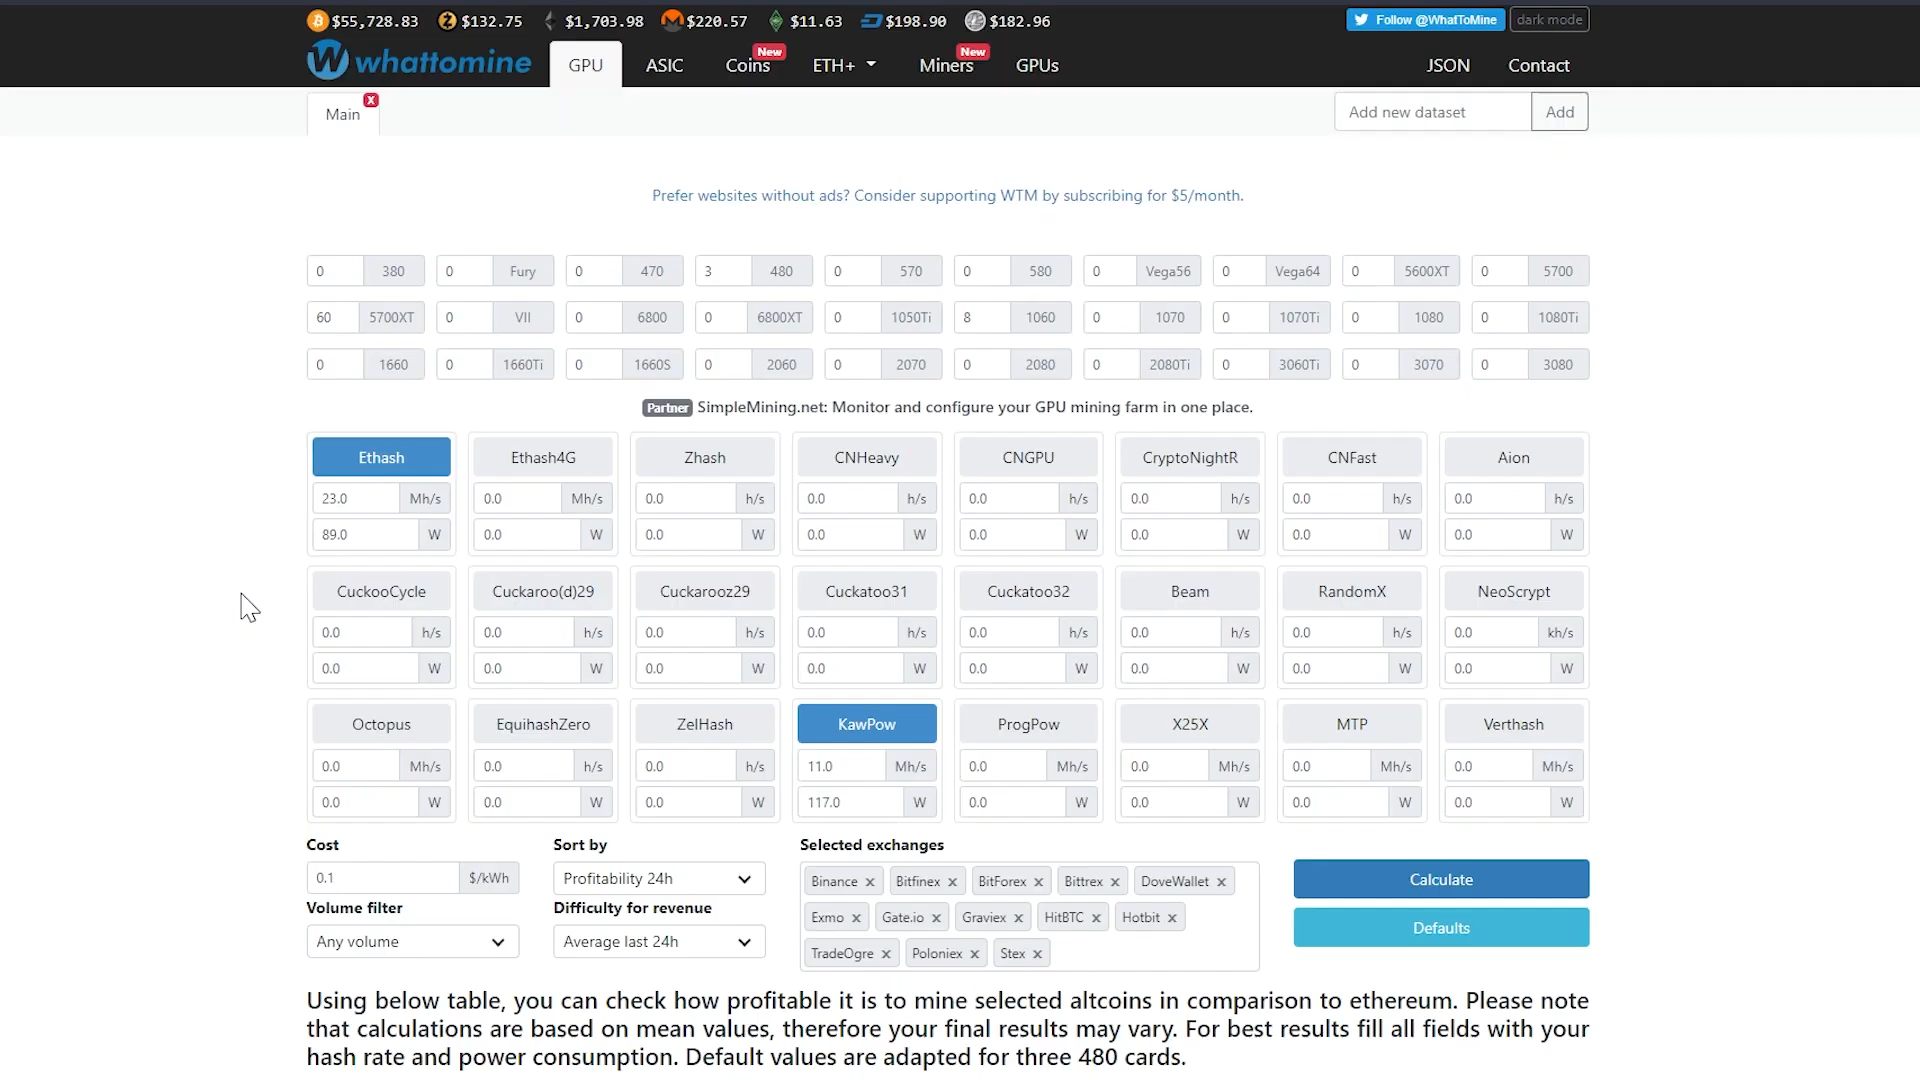 $55,728.83 $132.75 $1,703.98 $220.57 $11.63 $198.90 $182.96 Follow @WhatToMine dark mode
whattomine GPU ASIC Coins New ETH+ Miners New GPUs JSON Contact
Main x Add new dataset Add
Prefer websites without ads? Consider supporting WTM by subscribing for $5/month.
0 380 0 Fury 0 470 3 480 0 570 0 580 0 Vega56 0 Vega64 0 5600XT 0 5700
60 5700XT 0 VII 0 6800 0 6800XT 0 1050Ti 8 1060 0 1070 0 1070Ti 0 1080 0 1080Ti
0 1660 0 1660Ti 0 1660S 0 2060 0 2070 0 2080 0 2080Ti 0 3060Ti 0 3070 0 3080
Partner SimpleMining.net: Monitor and configure your GPU mining farm in one place.
Ethash Ethash4G Zhash CNHeavy CNGPU CryptoNightR CNFast Aion
23.0 Mh/s 0.0 Mh/s 0.0 h/s 0.0 h/s 0.0 h/s 0.0 h/s 0.0 h/s 0.0 h/s
89.0 W 0.0 W 0.0 W 0.0 W 0.0 W 0.0 W 0.0 W 0.0 W
CuckooCycle Cuckaroo(d)29 Cuckarooz29 Cuckatoo31 Cuckatoo32 Beam RandomX NeoScrypt
0.0 h/s 0.0 h/s 0.0 h/s 0.0 h/s 0.0 h/s 0.0 h/s 0.0 h/s 0.0 kh/s
0.0 W 0.0 W 0.0 W 0.0 W 0.0 W 0.0 W 0.0 W 0.0 W
Octopus EquihashZero ZelHash KawPow ProgPow X25X MTP Verthash
0.0 Mh/s 0.0 h/s 0.0 h/s 11.0 Mh/s 0.0 Mh/s 0.0 Mh/s 0.0 Mh/s 0.0 Mh/s
0.0 W 0.0 W 0.0 W 117.0 W 0.0 W 0.0 W 0.0 W 0.0 W
Cost Sort by Selected exchanges
0.1 $/kWh Profitability 24h Binance x Bitfinex x BitForex x Bittrex x DoveWallet x Calculate
Volume filter Difficulty for revenue Exmo x Gate.io x Graviex x HitBTC x Hotbit x Defaults
Any volume Average last 24h TradeOgre x Poloniex x Stex x
Using below table, you can check how profitable it is to mine selected altcoins in comparison to ethereum. Please note
that calculations are based on mean values, therefore your final results may vary. For best results fill all fields with your
hash rate and power consumption. Default values are adapted for three 480 cards.